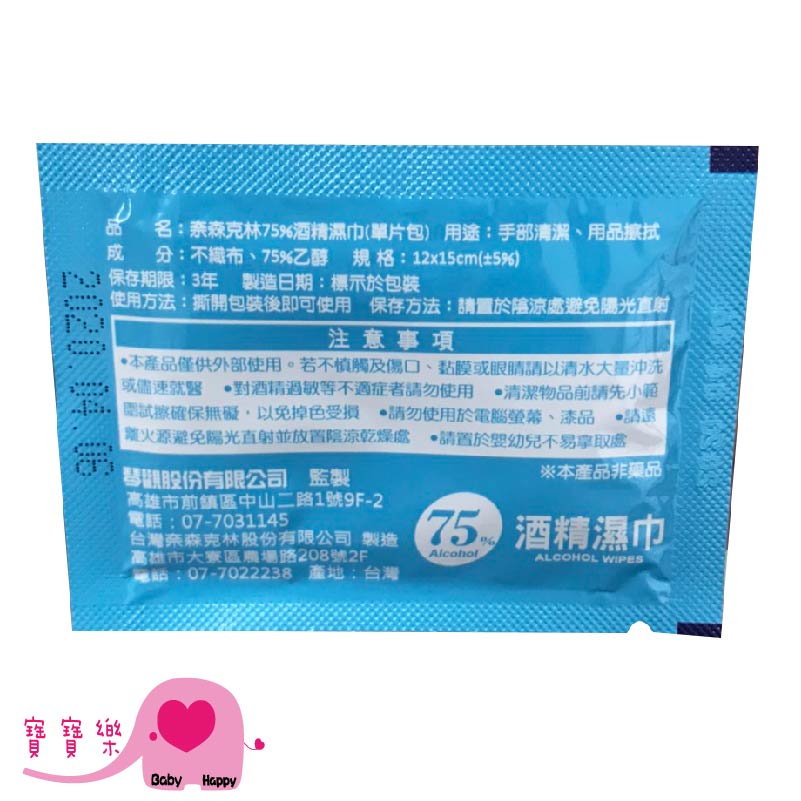 品　名：奈森克林75%酒精濕巾(單片包)　用途：手部清潔、用品擦拭
成　分：不織布、75%乙醇　規格：12x15cm(±5%)
保存期限：3年　製造日期：標示於包裝
使用方法：撕開包裝後即可使用　保存方法：請置於陰涼處避免陽光直射
注意事項
•本產品僅供外部使用。若不慎觸及傷口、黏膜或眼睛請以清水大量沖洗
或儘速就醫　•對酒精過敏等不適症者請勿使用　•清潔物品前請先小範
圍試擦確保無礙，以免掉色受損　•請勿使用於電腦螢幕、漆品　•請遠
離火源避免陽光直射並放置陰涼乾燥處　•請置於嬰幼兒不易拿取處
※本產品非藥品
琴觀股份有限公司　監製
高雄市前鎮區中山二路1號9F-2
電話：07-7031145
台灣奈森克林股份有限公司 製造
高雄市大寮區農場路208號2F
電話：07-7022238　產地：台灣
75%
Alcohol
酒精濕巾
ALCOHOL WIPES
2020.04.06
寶寶樂
Baby Happy